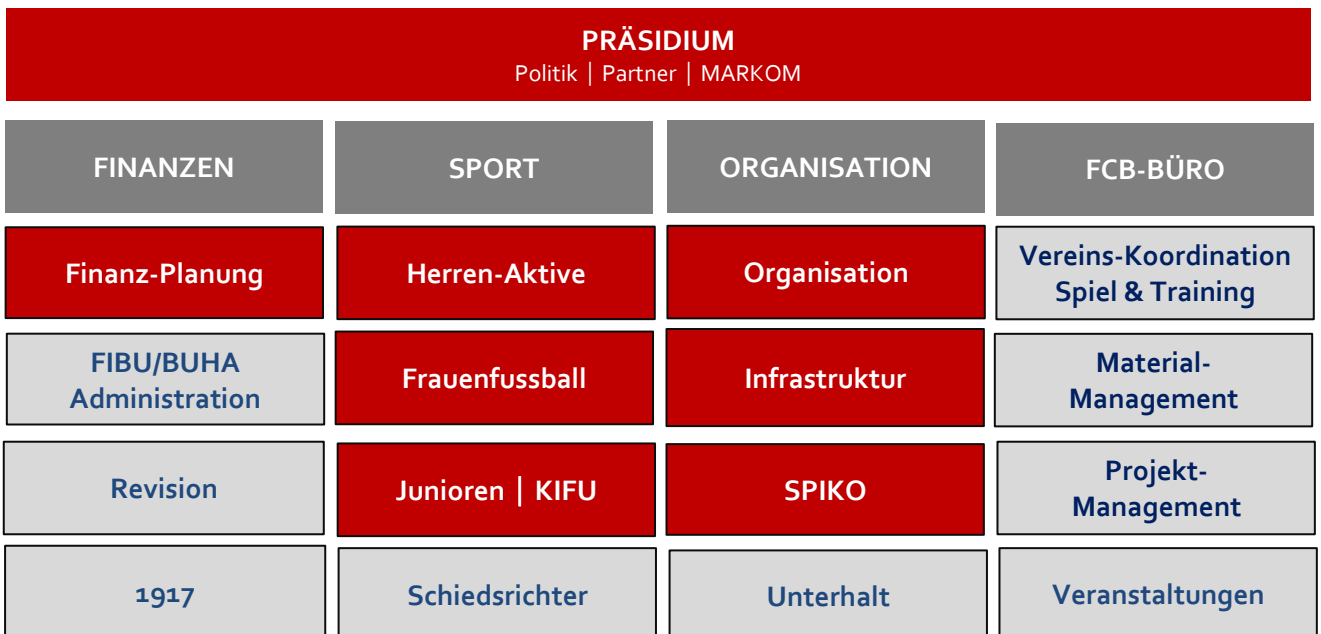 PRÄSIDIUM
Politik | Partner | MARKOM
FINANZEN
SPORT
ORGANISATION
FCB-BÜRO
Finanz-Planung
Herren-Aktive
Organisation
Vereins-Koordination
Spiel & Training
FIBU/BUHA
Administration
Frauenfussball
Infrastruktur
Material-
Management
Revision
Junioren | KIFU
SPIKO
Projekt-
Management
1917
Schiedsrichter
Unterhalt
Veranstaltungen